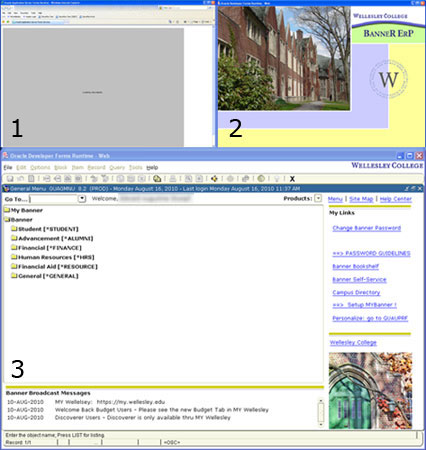 1
2
WELLESLEY COLLEGE
BANNER ERP
W
Oracle Developer Forms Runtime - Web
File Edit Options Block Item Record Query Tools Help
WELLESLEY COLLEGE
General Menu GUAGMNU 8.2 (PROD) - Monday August 16, 2010 - Last login Monday August 16, 2010 11:37 AM
Go To... Welcome, Products: Menu | Site Map | Help Center
My Banner
Banner
Student [*STUDENT]
Advancement [*ALUMNI]
Financial [*FINANCE]
Human Resources [*HRS]
Financial Aid [*RESOURCE]
General [*GENERAL]
My Links
Change Banner Password
==> PASSWORD GUIDELINES
Banner Bookshelf
Banner Self-Service
Campus Directory
==> Setup MYBanner !
Personalize: go to GUAUPRF
Wellesley College
3
Banner Broadcast Messages
10-AUG-2010 MY Wellesley: https://my.wellesley.edu
10-AUG-2010 Welcome Back Budget Users - Please see the new Budget Tab in MY Wellesley
10-AUG-2010 Discoverer Users - Discoverer is only available thru MY Wellesley
Enter the object name, Press LIST for listing.
Record: 1/1 ... <OSC>